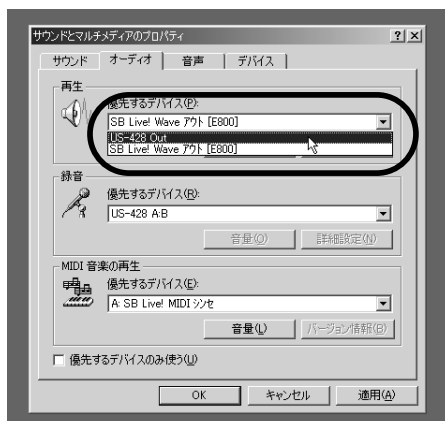 サウンドとマルチメディアのプロパティ
サウンド オーディオ 音声 デバイス
再生
優先するデバイス(P):
SB Live! Wave アウト [E800]
US-428 Out
SB Live! Wave アウト [E800]
録音
優先するデバイス(R):
US-428 A:B
音量(O) 詳細設定(N)
MIDI 音楽の再生
優先するデバイス(E):
A: SB Live! MIDI シンセ
音量(L) バージョン情報(B)
優先するデバイスのみ使う(U)
OK キャンセル 適用(A)